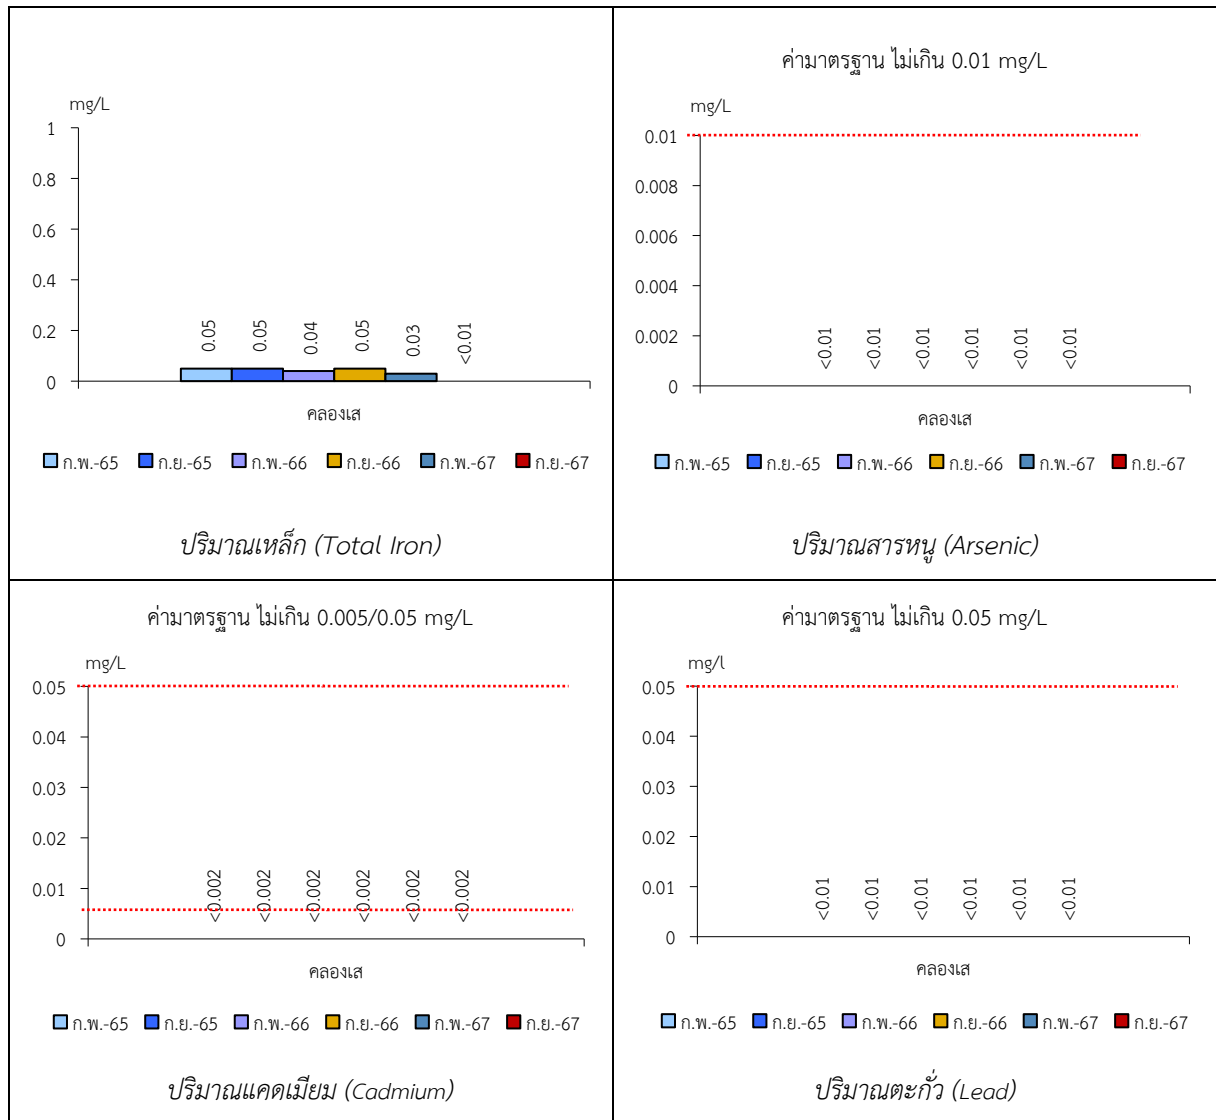 mg/L
1
0.8
0.6
0.4
0.2
0
0.05 0.05 0.04 0.05 0.03 <0.01
คลองเส
ก.พ.-65 ก.ย.-65 ก.พ.-66 ก.ย.-66 ก.พ.-67 ก.ย.-67
ปริมาณเหล็ก (Total Iron)
ค่ามาตรฐาน ไม่เกิน 0.01 mg/L
mg/L
0.01
0.008
0.006
0.004
0.002
0
<0.01 <0.01 <0.01 <0.01 <0.01 <0.01
คลองเส
ก.พ.-65 ก.ย.-65 ก.พ.-66 ก.ย.-66 ก.พ.-67 ก.ย.-67
ปริมาณสารหนู (Arsenic)
ค่ามาตรฐาน ไม่เกิน 0.005/0.05 mg/L
mg/L
0.05
0.04
0.03
0.02
0.01
0
<0.002 <0.002 <0.002 <0.002 <0.002 <0.002
คลองเส
ก.พ.-65 ก.ย.-65 ก.พ.-66 ก.ย.-66 ก.พ.-67 ก.ย.-67
ปริมาณแคดเมียม (Cadmium)
ค่ามาตรฐาน ไม่เกิน 0.05 mg/L
mg/l
0.05
0.04
0.03
0.02
0.01
0
<0.01 <0.01 <0.01 <0.01 <0.01 <0.01
คลองเส
ก.พ.-65 ก.ย.-65 ก.พ.-66 ก.ย.-66 ก.พ.-67 ก.ย.-67
ปริมาณตะกั่ว (Lead)